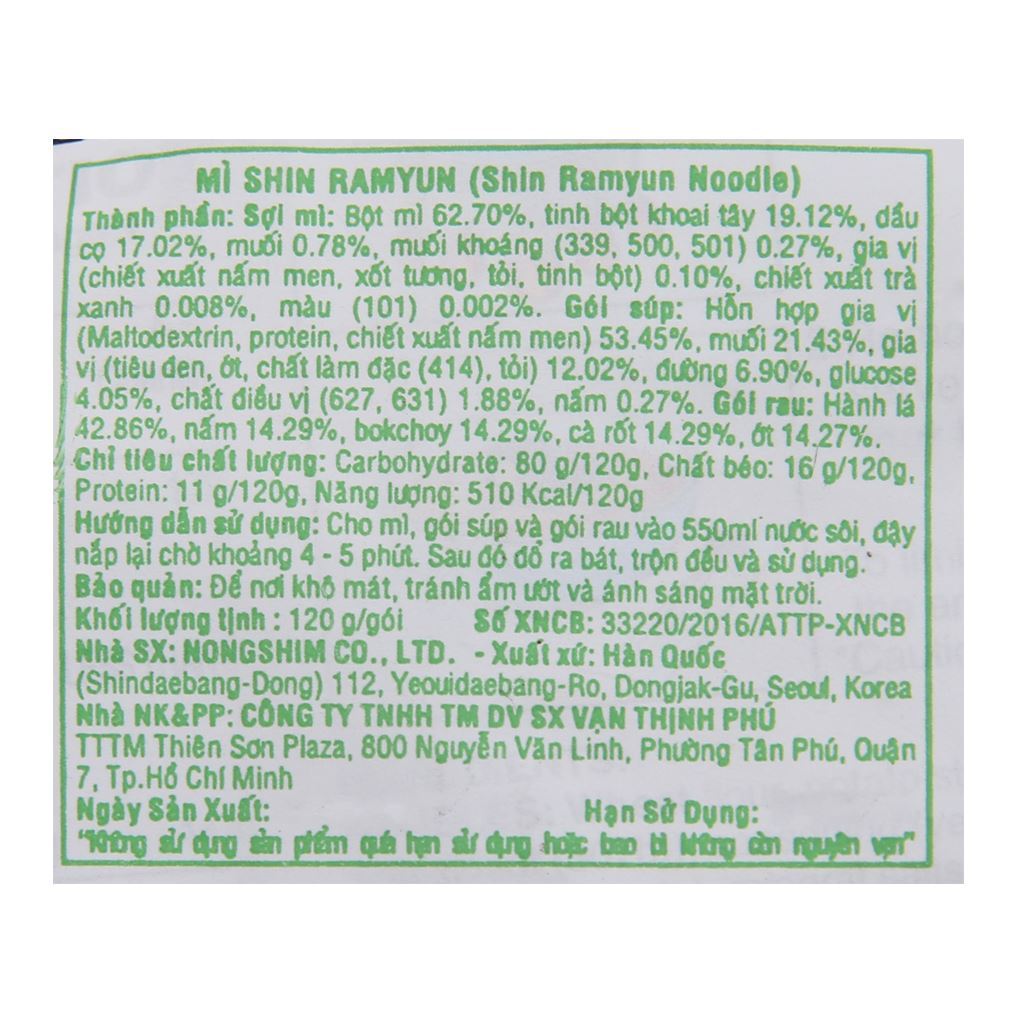 MÌ SHIN RAMYUN (Shin Ramyun Noodle)
Thành phần: Sợi mì: Bột mì 62.70%, tinh bột khoai tây 19.12%, dầu
cọ 17.02%, muối 0.78%, muối khoáng (339, 500, 501) 0.27%, gia vị
(chiết xuất nấm men, xốt tương, tỏi, tinh bột) 0.10%, chiết xuất trà
xanh 0.008%, màu (101) 0.002%. Gói súp: Hỗn hợp gia vị
(Maltodextrin, protein, chiết xuất nấm men) 53.45%, muối 21.43%, gia
vị (tiêu đen, ớt, chất làm đặc (414), tỏi) 12.02%, đường 6.90%, glucose
4.05%, chất điều vị (627, 631) 1.88%, nấm 0.27%. Gói rau: Hành lá
42.86%, nấm 14.29%, bokchoy 14.29%, cà rốt 14.29%, ớt 14.27%.
Chỉ tiêu chất lượng: Carbohydrate: 80 g/120g, Chất béo: 16 g/120g,
Protein: 11 g/120g, Năng lượng: 510 Kcal/120g
Hướng dẫn sử dụng: Cho mì, gói súp và gói rau vào 550ml nước sôi, đậy
nắp lại chờ khoảng 4 - 5 phút. Sau đó đổ ra bát, trộn đều và sử dụng.
Bảo quản: Để nơi khô mát, tránh ẩm ướt và ánh sáng mặt trời.
Khối lượng tịnh : 120 g/gói Số XNCB: 33220/2016/ATTP-XNCB
Nhà SX: NONGSHIM CO., LTD. - Xuất xứ: Hàn Quốc
(Shindaebang-Dong) 112, Yeouidaebang-Ro, Dongjak-Gu, Seoul, Korea
Nhà NK&PP: CÔNG TY TNHH TM DV SX VẠN THỊNH PHÚ
TTTM Thiên Sơn Plaza, 800 Nguyễn Văn Linh, Phường Tân Phú, Quận
7, Tp.Hồ Chí Minh
Ngày Sản Xuất: Hạn Sử Dụng:
"Không sử dụng sản phẩm quá hạn sử dụng hoặc bao bì không còn nguyên vẹn"